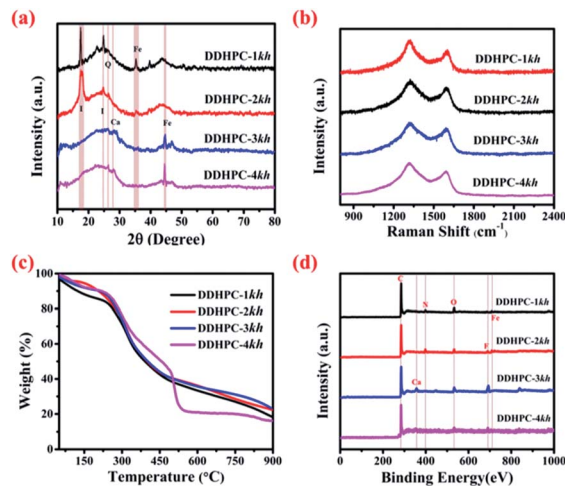 (a)
Intensity (a.u.)
Fe
DDHPC-1kh
Q
DDHPC-2kh
I
I
Ca
Fe
DDHPC-3kh
DDHPC-4kh
10 20 30 40 50 60 70 80
2θ (Degree)
(b)
Intensity (a.u.)
DDHPC-1kh
DDHPC-2kh
DDHPC-3kh
DDHPC-4kh
1200 1600 2000 2400
Raman Shift (cm⁻¹)
(c)
Weight (%)
100
80
60
40
20
0
DDHPC-1kh
DDHPC-2kh
DDHPC-3kh
DDHPC-4kh
150 300 450 600 750 900
Temperature (°C)
(d)
Intensity (a.u.)
C
N
O
DDHPC-1kh
Fe
DDHPC-2kh
F
Ca
DDHPC-3kh
DDHPC-4kh
0 200 400 600 800 1000
Binding Energy(eV)